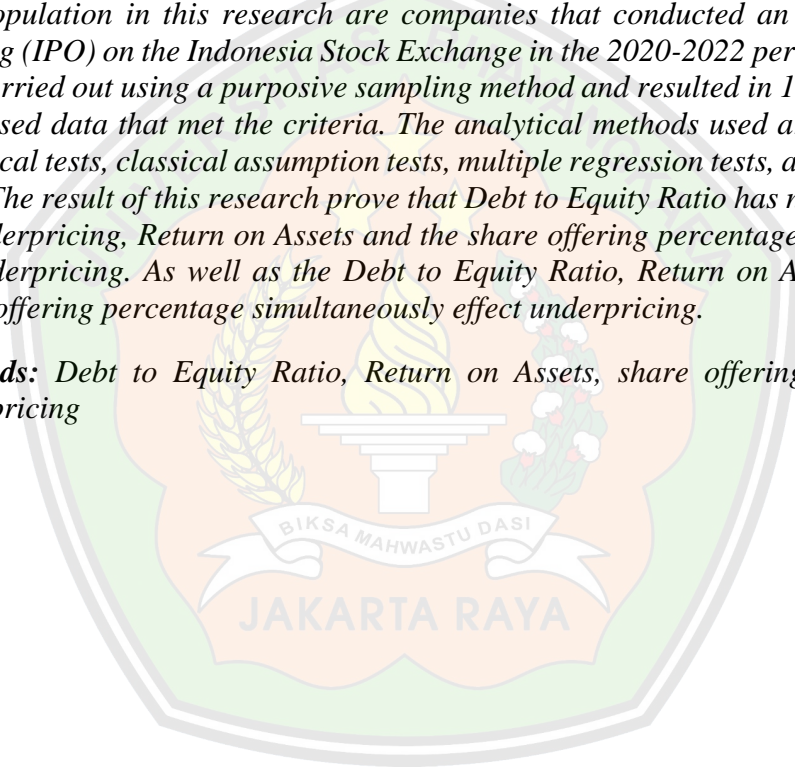 opulation in this research are companies that conducted an
g (IPO) on the Indonesia Stock Exchange in the 2020-2022 per
rried out using a purposive sampling method and resulted in 1
sed data that met the criteria. The analytical methods used a
cal tests, classical assumption tests, multiple regression tests, a
The result of this research prove that Debt to Equity Ratio has n
lerpricing, Return on Assets and the share offering percentage
lerpricing. As well as the Debt to Equity Ratio, Return on A
offering percentage simultaneously effect underpricing.
ds: Debt to Equity Ratio, Return on Assets, share offering
pricing
UNIVERSITAS BHAYANGKARA
BIKSA MAHWASTU DASI
JAKARTA RAYA